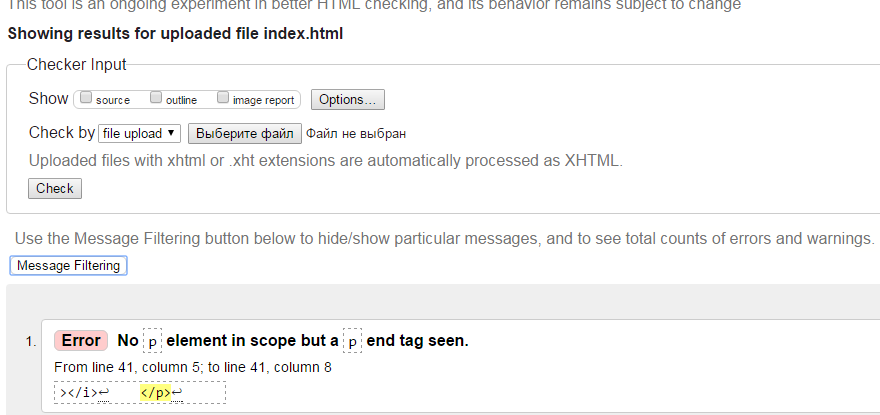 This tool is an ongoing experiment in better HTML checking, and its behavior remains subject to change
Showing results for uploaded file index.html
Checker Input
Show source outline image report Options...
Check by file upload ▼ Выберите файл Файл не выбран
Uploaded files with xhtml or .xht extensions are automatically processed as XHTML.
Check
Use the Message Filtering button below to hide/show particular messages, and to see total counts of errors and warnings.
Message Filtering
1. Error No p element in scope but a p end tag seen.
From line 41, column 5; to line 41, column 8
></i>↩ </p>↩